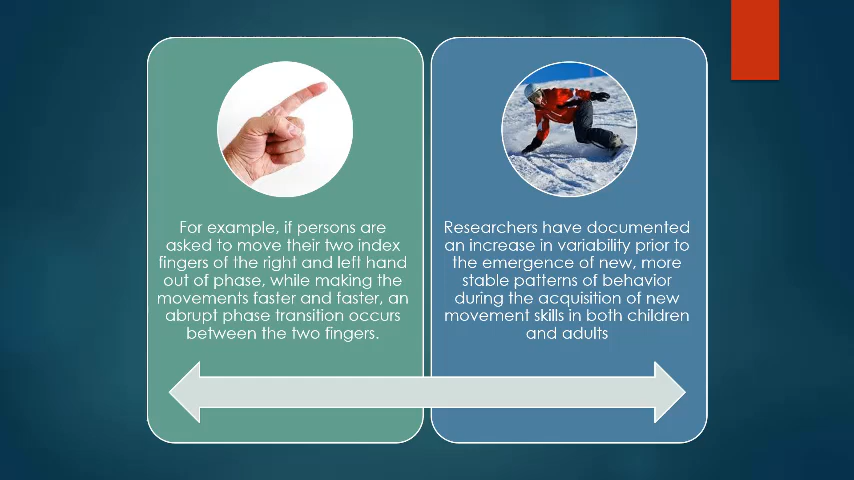 For example, if persons are
asked to move their two index
fingers of the right and left hand
out of phase, while making the
movements faster and faster, an
abrupt phase transition occurs
between the two fingers.
Researchers have documented
an increase in variability prior to
the emergence of new, more
stable patterns of behavior
during the acquisition of new
movement skills in both children
and adults